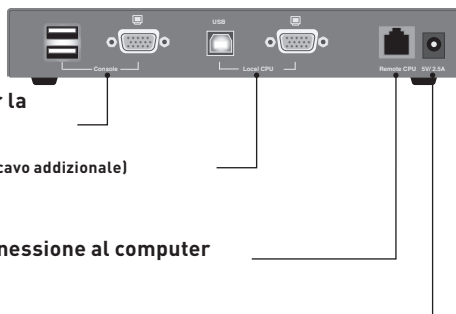 USB
Console
Local CPU
Remote CPU 5V/2.5A
la
cavo addizionale)
nessione al computer